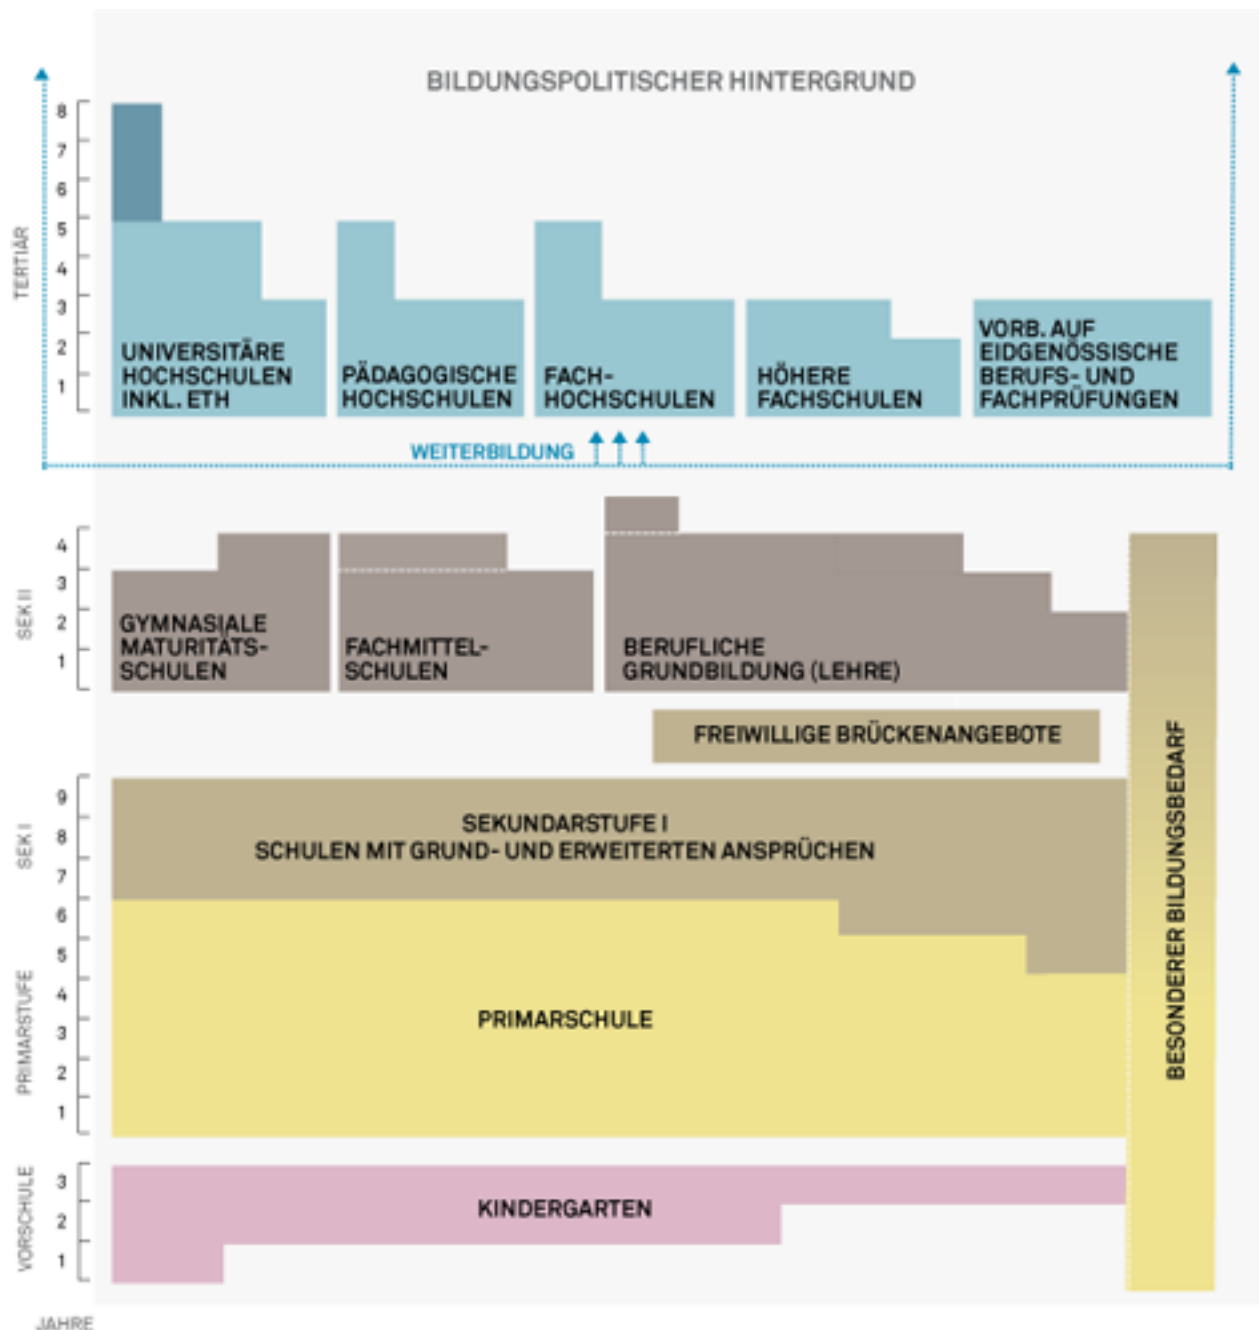 BILDUNGSPOLITISCHER HINTERGRUND
TERTIÄR
8
7
6
5
4
3
2
1
UNIVERSITÄRE
HOCHSCHULEN
INKL. ETH
PÄDAGOGISCHE
HOCHSCHULEN
FACH-
HOCHSCHULEN
HÖHERE
FACHSCHULEN
VORB. AUF
EIDGENÖSSISCHE
BERUFS- UND
FACHPRÜFUNGEN
WEITERBILDUNG
SEK II
4
3
2
1
GYMNASIALE
MATURITÄTS-
SCHULEN
FACHMITTEL-
SCHULEN
BERUFLICHE
GRUNDBILDUNG (LEHRE)
FREIWILLIGE BRÜCKENANGEBOTE
SEK I
9
8
7
SEKUNDARSTUFE I
SCHULEN MIT GRUND- UND ERWEITERTEN ANSPRÜCHEN
PRIMARSTUFE
6
5
4
3
2
1
PRIMARSCHULE
BESONDERER BILDUNGSBEDARF
VORSCHULE
3
2
1
KINDERGARTEN
JAHRE